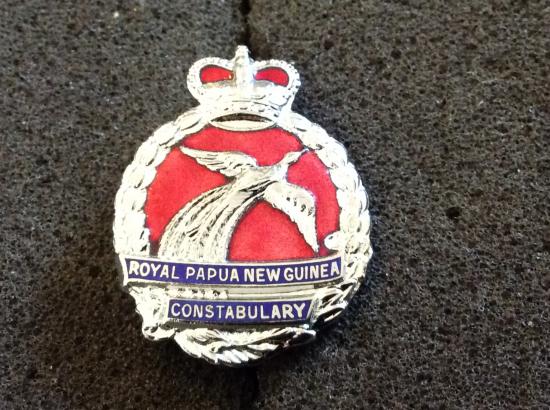 ROYAL PAPUA NEW GUINEA
CONSTABULARY